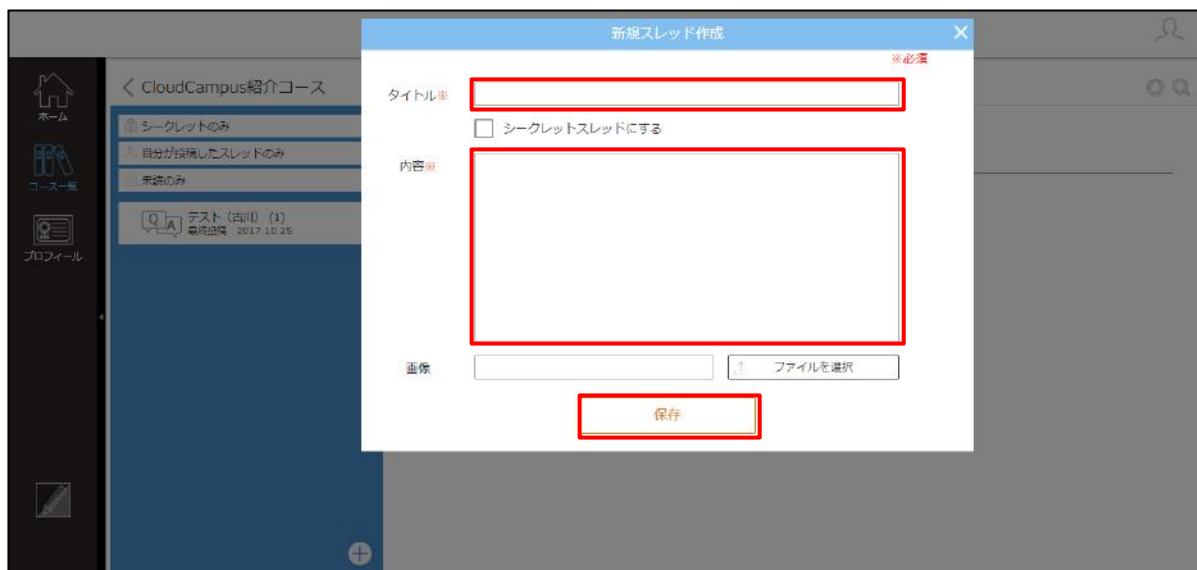 新規スレッド作成
※必須
タイトル※
シークレットスレッドにする
内容※
画像
ファイルを選択
保存
ホーム
コース一覧
プロフィール
CloudCampus紹介コース
シークレットのみ
自分が投稿したスレッドのみ
未読のみ
Q A
テスト（古川） (1)
最終投稿 2017.10.25